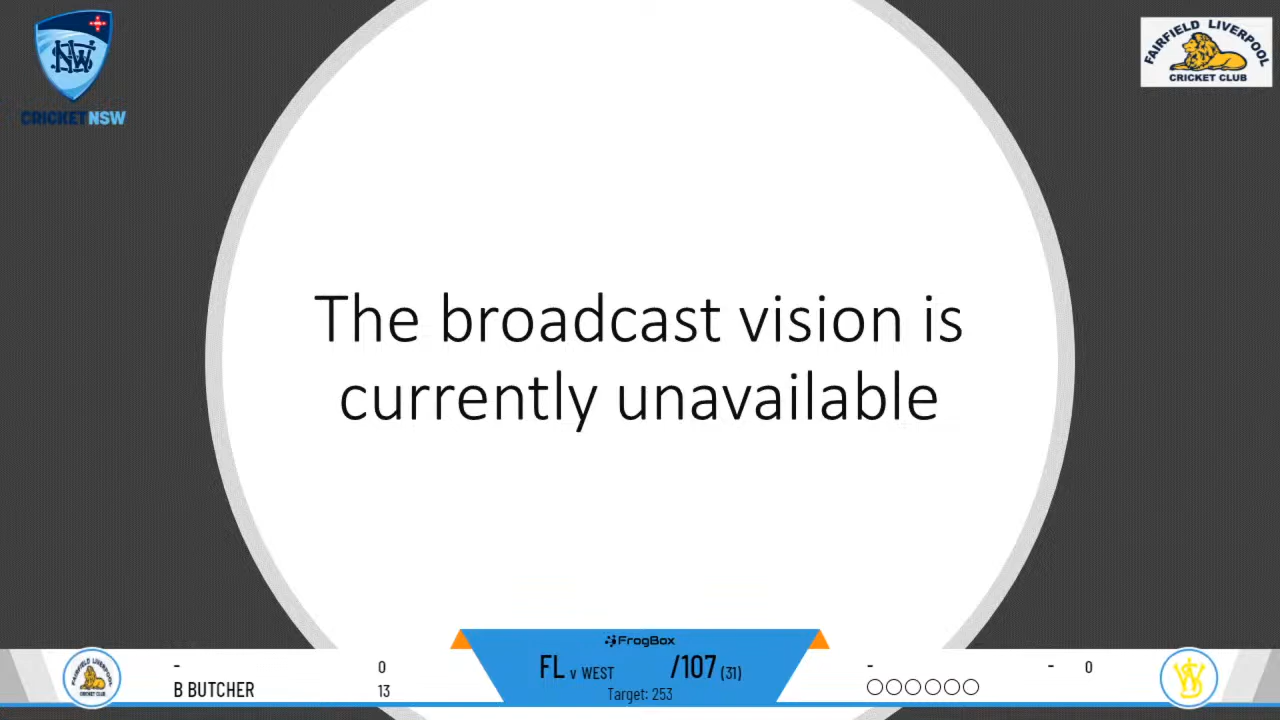 CRICKET NSW
FAIRFIELD LIVERPOOL
CRICKET CLUB
The broadcast vision is
currently unavailable
FrogBox
- 0
B BUTCHER 13
FL v WEST /107 (31)
Target: 253
- - 0